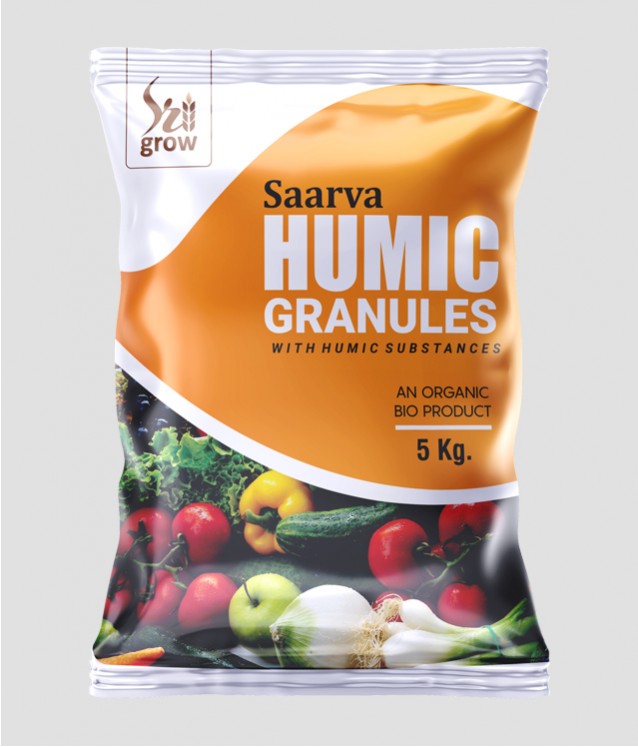 Sri
grow
Saarva
HUMIC
GRANULES
WITH HUMIC SUBSTANCES
AN ORGANIC
BIO PRODUCT
5 Kg.